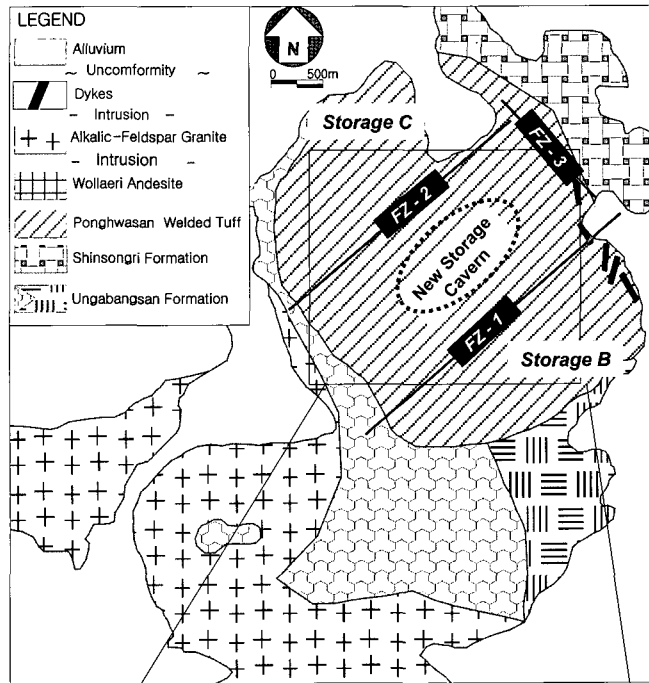 LEGEND
Alluvium
~ Uncomformity ~
Dykes
- Intrusion -
Alkalic-Feldspar Granite
- Intrusion -
Wollaeri Andesite
Ponghwasan Welded Tuff
Shinsongri Formation
Ungabangsan Formation
N
0 500m
Storage C
FZ - 3
FZ - 2
New Storage
Cavern
FZ - 1
Storage B